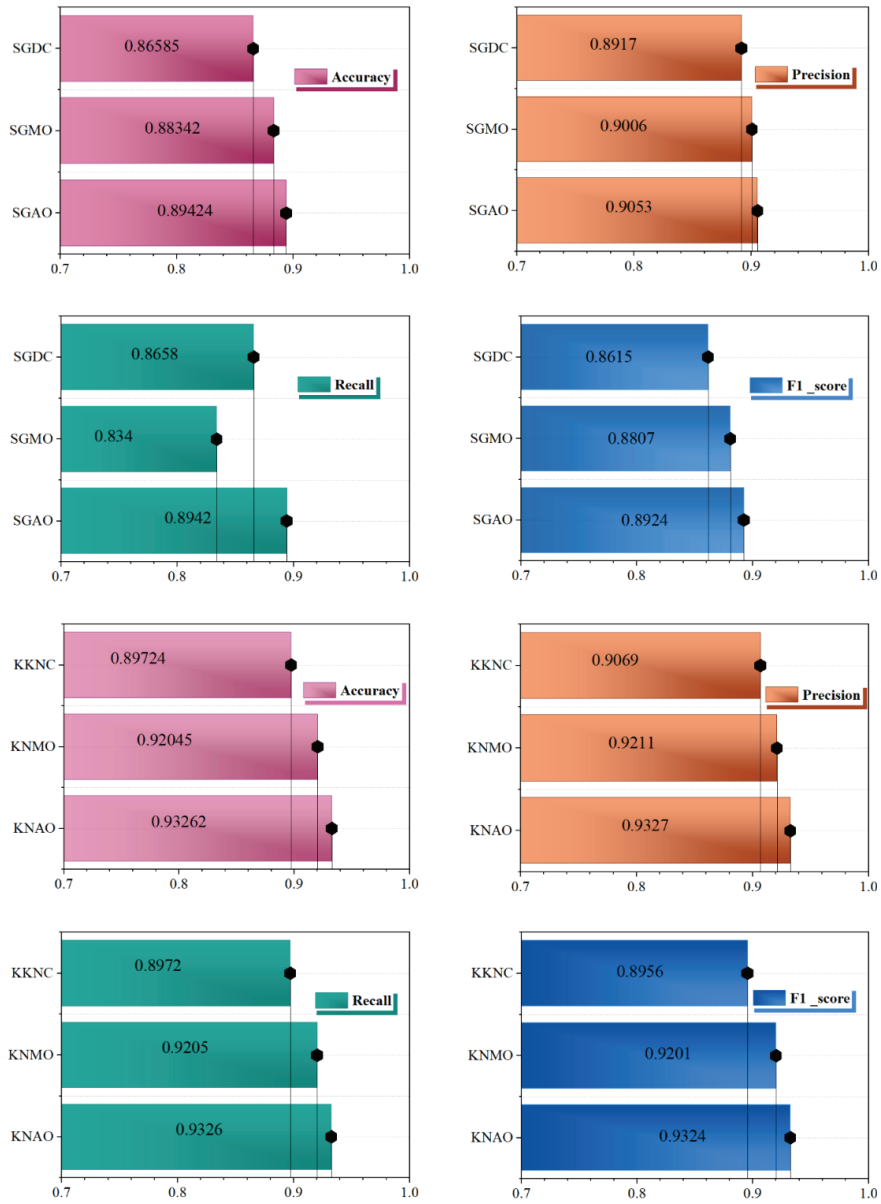 SGDC
0.86585
Accuracy
SGMO
0.88342
SGAO
0.89424
0.7 0.8 0.9 1.0
SGDC
0.8917
Precision
SGMO
0.9006
SGAO
0.9053
0.7 0.8 0.9 1.0
SGDC
0.8658
Recall
SGMO
0.834
SGAO
0.8942
0.7 0.8 0.9 1.0
SGDC
0.8615
F1 _score
SGMO
0.8807
SGAO
0.8924
0.7 0.8 0.9 1.0
KKNC
0.89724
Accuracy
KNMO
0.92045
KNAO
0.93262
0.7 0.8 0.9 1.0
KKNC
0.9069
Precision
KNMO
0.9211
KNAO
0.9327
0.7 0.8 0.9 1.0
KKNC
0.8972
Recall
KNMO
0.9205
KNAO
0.9326
0.7 0.8 0.9 1.0
KKNC
0.8956
F1 _score
KNMO
0.9201
KNAO
0.9324
0.7 0.8 0.9 1.0